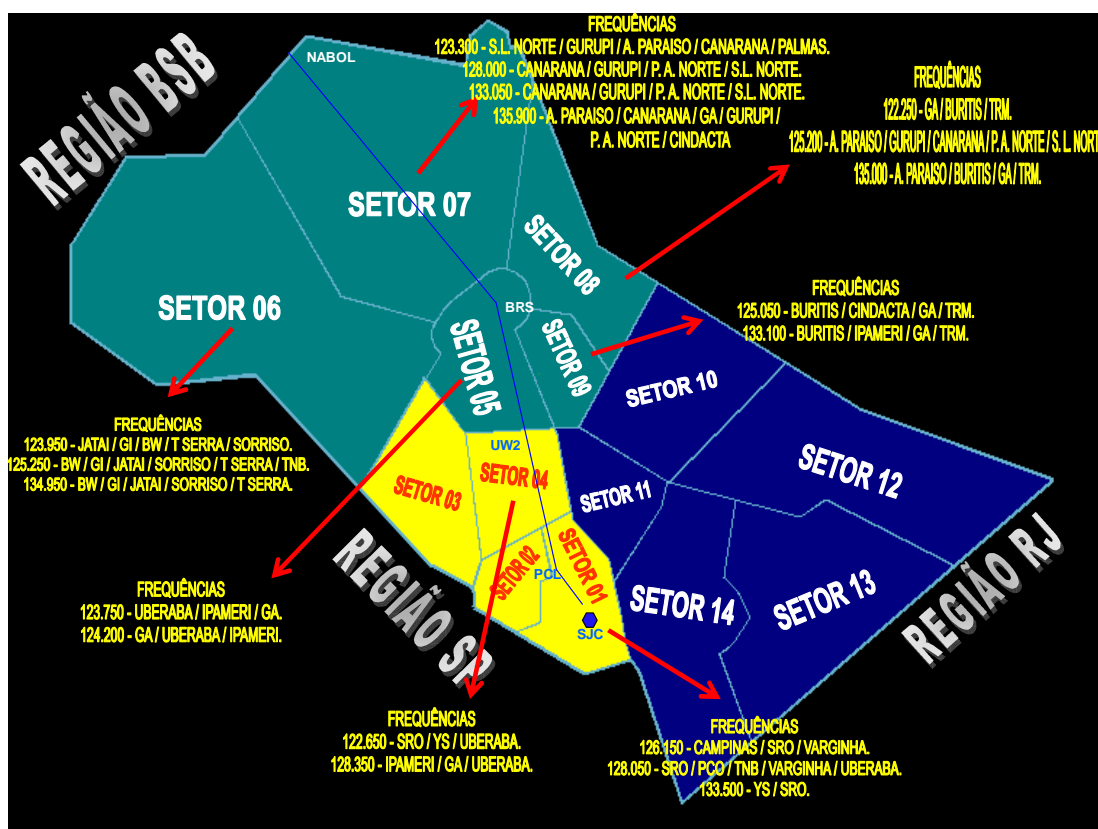 FREQUÊNCIAS
123.300 - S.L. NORTE / GURUPI / A. PARAISO / CANARANA / PALMAS.
128.000 - CANARANA / GURUPI / P. A. NORTE / S.L. NORTE.
133.050 - CANARANA / GURUPI / P. A. NORTE / S.L. NORTE.
135.900 - A. PARAISO / CANARANA / GA / GURUPI /
P. A. NORTE / CINDACTA
FREQUÊNCIAS
122.250 - GA / BURITIS / TRM.
125.200 - A. PARAISO / GURUPI / CANARANA / P. A. NORTE / S. L. NORT
135.000 - A. PARAISO / BURITIS / GA / TRM.
REGIÃO BSB
NABOL
SETOR 07
SETOR 08
SETOR 06
BRS
FREQUÊNCIAS
125.050 - BURITIS / CINDACTA / GA / TRM.
133.100 - BURITIS / IPAMERI / GA / TRM.
SETOR 05
SETOR 09
SETOR 10
FREQUÊNCIAS
123.950 - JATAI / GI / BW / T SERRA / SORRISO.
125.250 - BW / GI / JATAI / SORRISO / T SERRA / TNB.
134.950 - BW / GI / JATAI / SORRISO / T SERRA.
UW2
SETOR 03
SETOR 04
SETOR 11
SETOR 12
REGIÃO SP
SETOR 02
PCL
SETOR 01
SJC
SETOR 14
SETOR 13
REGIÃO RJ
FREQUÊNCIAS
123.750 - UBERABA / IPAMERI / GA.
124.200 - GA / UBERABA / IPAMERI.
FREQUÊNCIAS
122.650 - SRO / YS / UBERABA.
128.350 - IPAMERI / GA / UBERABA.
FREQUÊNCIAS
126.150 - CAMPINAS / SRO / VARGINHA.
128.050 - SRO / PCO / TNB / VARGINHA / UBERABA.
133.500 - YS / SRO.